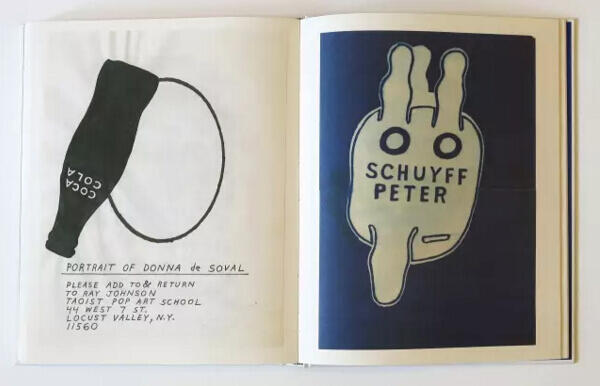 COCA
COLA
PORTRAIT OF DONNA de SOVAL
PLEASE ADD TO & RETURN
TO RAY JOHNSON
TAOIST POP ART SCHOOL
44 WEST 7 ST.
LOCUST VALLEY, N.Y.
11560
SCHUYFF
PETER